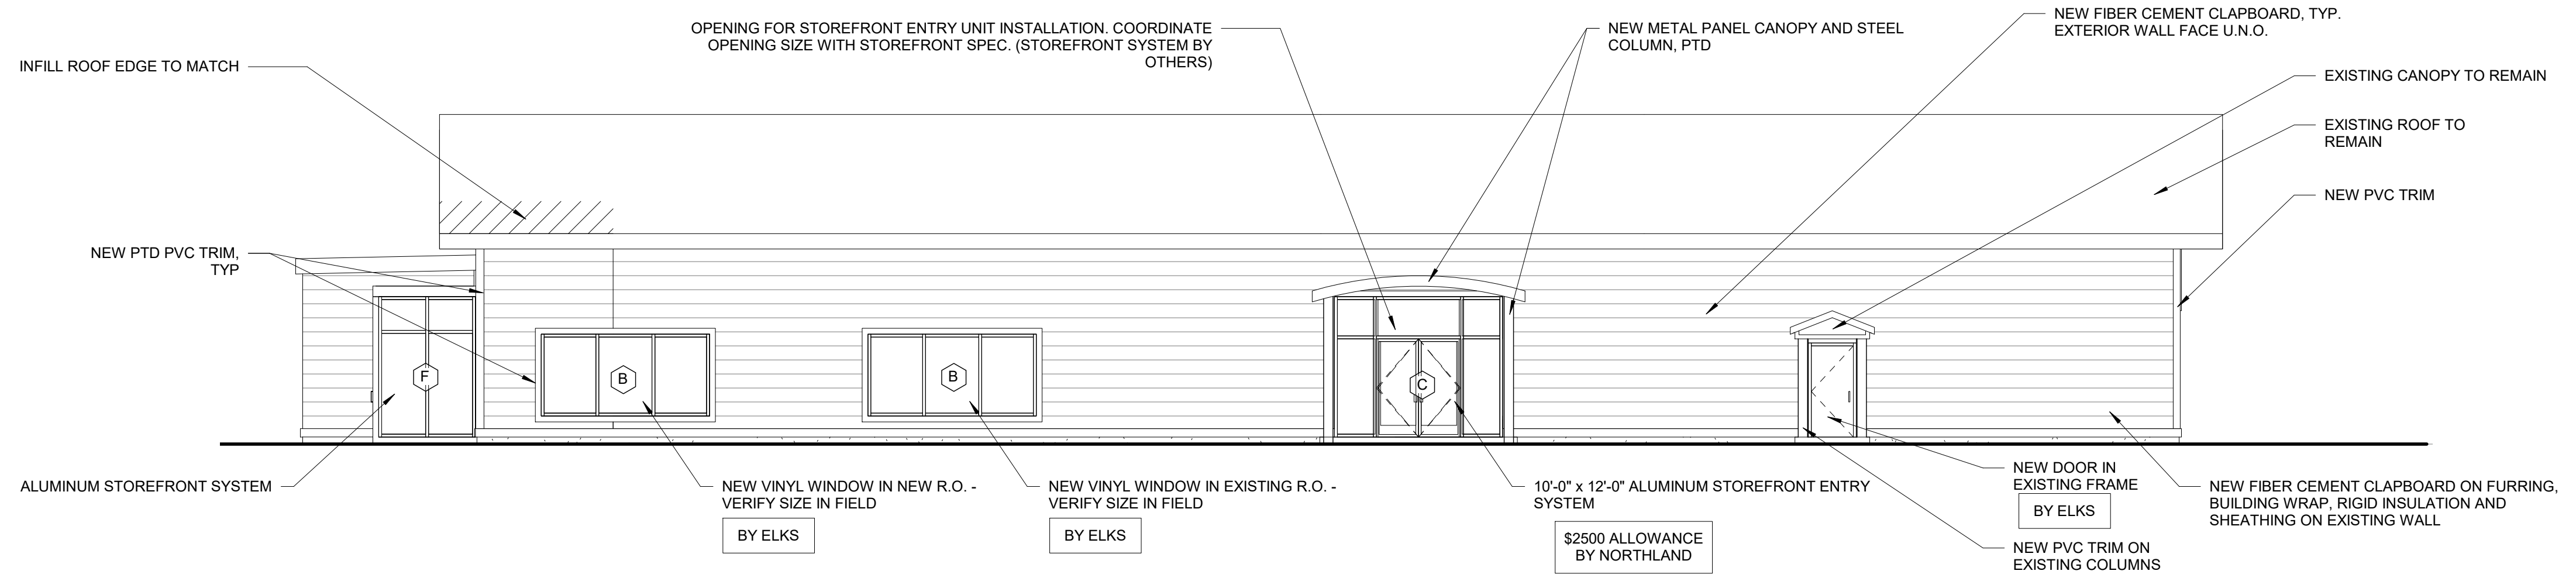 OPENING FOR STOREFRONT ENTRY UNIT INSTALLATION. COORDINATE
OPENING SIZE WITH STOREFRONT SPEC. (STOREFRONT SYSTEM BY
OTHERS)
NEW METAL PANEL CANOPY AND STEEL
COLUMN, PTD
NEW FIBER CEMENT CLAPBOARD, TYP.
EXTERIOR WALL FACE U.N.O.
INFILL ROOF EDGE TO MATCH
EXISTING CANOPY TO REMAIN
EXISTING ROOF TO
REMAIN
NEW PVC TRIM
NEW PTD PVC TRIM,
TYP
F
B
B
C
ALUMINUM STOREFRONT SYSTEM
NEW VINYL WINDOW IN NEW R.O. -
VERIFY SIZE IN FIELD
BY ELKS
NEW VINYL WINDOW IN EXISTING R.O. -
VERIFY SIZE IN FIELD
BY ELKS
10'-0" x 12'-0" ALUMINUM STOREFRONT ENTRY
SYSTEM
$2500 ALLOWANCE
BY NORTHLAND
NEW DOOR IN
EXISTING FRAME
BY ELKS
NEW PVC TRIM ON
EXISTING COLUMNS
NEW FIBER CEMENT CLAPBOARD ON FURRING,
BUILDING WRAP, RIGID INSULATION AND
SHEATHING ON EXISTING WALL